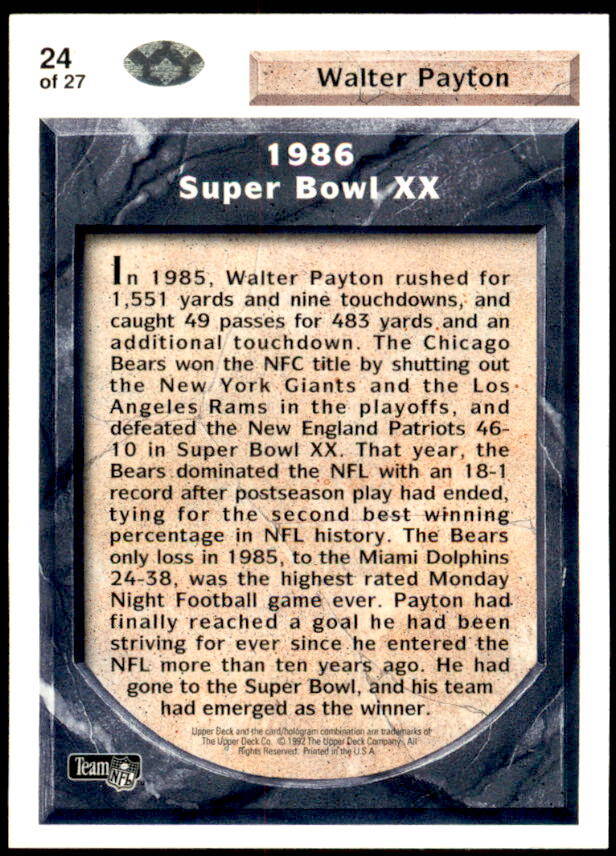 24
of 27
Walter Payton
1986
Super Bowl XX
In 1985, Walter Payton rushed for
1,551 yards and nine touchdowns, and
caught 49 passes for 483 yards and an
additional touchdown. The Chicago
Bears won the NFC title by shutting out
the New York Giants and the Los
Angeles Rams in the playoffs, and
defeated the New England Patriots 46-
10 in Super Bowl XX. That year, the
Bears dominated the NFL with an 18-1
record after postseason play had ended,
tying for the second best winning
percentage in NFL history. The Bears
only loss in 1985, to the Miami Dolphins
24-38, was the highest rated Monday
Night Football game ever. Payton had
finally reached a goal he had been
striving for ever since he entered the
NFL more than ten years ago. He had
gone to the Super Bowl, and his team
had emerged as the winner.
Upper Deck and the card/hologram combination are trademarks of
The Upper Deck Co. © 1992 The Upper Deck Company. All
Rights Reserved. Printed in the U.S.A.
Team NFL